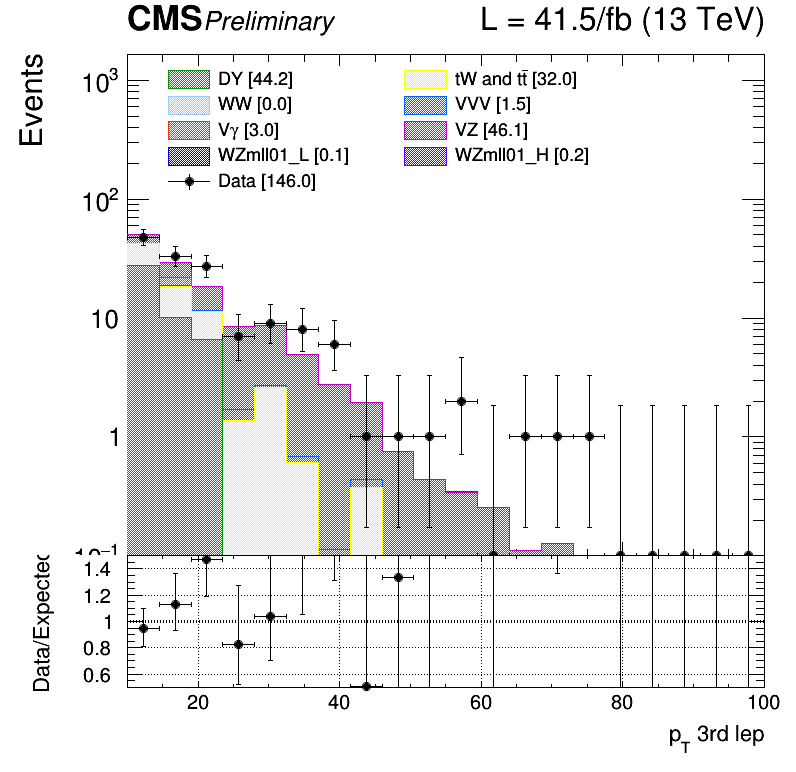 CMS Preliminary L = 41.5/fb (13 TeV)
Events
10³
10²
10
1
10⁻¹
DY [44.2]
tW and tt̄ [32.0]
WW [0.0]
VVV [1.5]
Vγ [3.0]
VZ [46.1]
WZmll01_L [0.1]
WZmll01_H [0.2]
Data [146.0]
Data/Expected
1.4
1.2
1
0.8
0.6
20 40 60 80 100
p_T 3rd lep